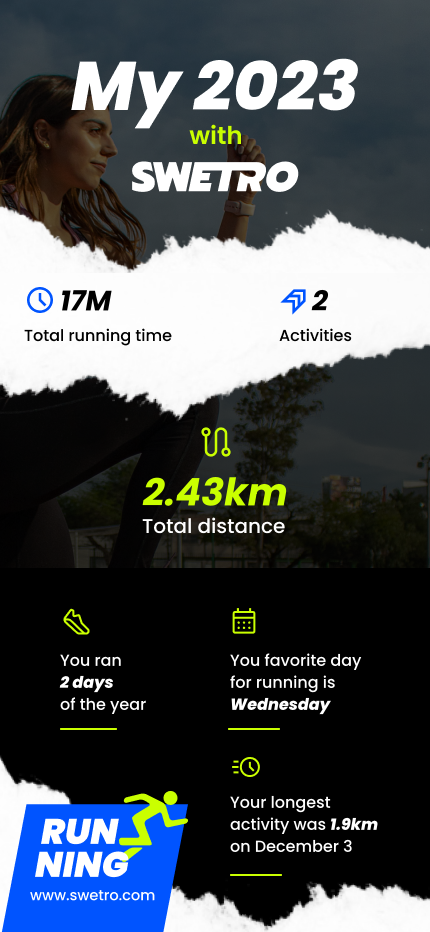 My 2023
with
SWETRO
17M
Total running time
2
Activities
2.43km
Total distance
You ran
2 days
of the year
You favorite day
for running is
Wednesday
Your longest
activity was 1.9km
on December 3
RUN
NING
www.swetro.com